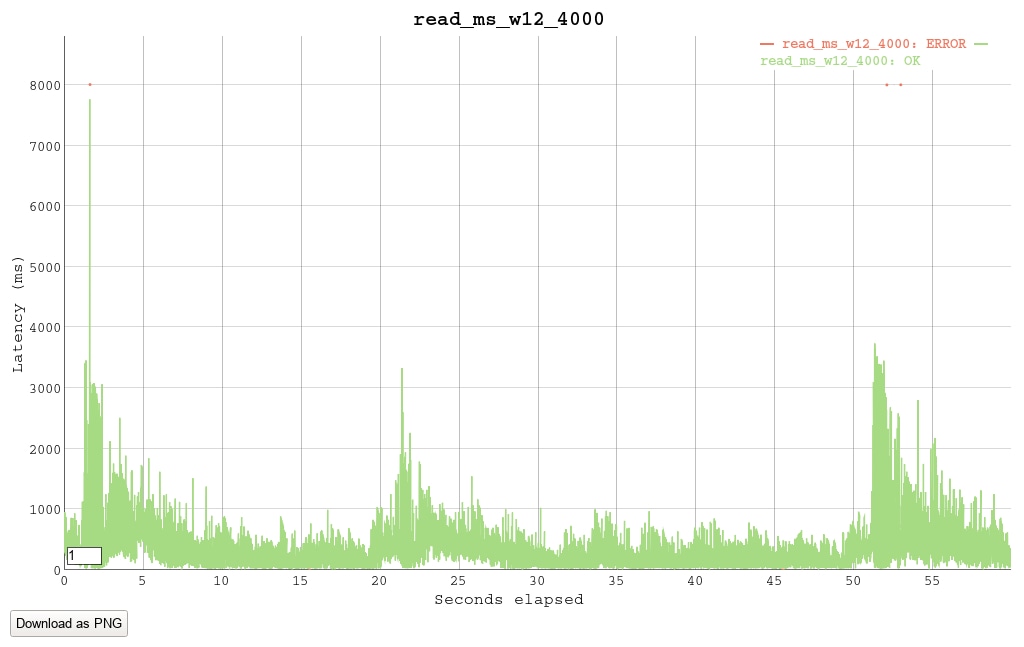 read_ms_w12_4000
read_ms_w12_4000: ERROR
read_ms_w12_4000: OK
8000
7000
6000
5000
4000
3000
2000
1000
0
Latency (ms)
1
0 5 10 15 20 25 30 35 40 45 50 55
Seconds elapsed
Download as PNG